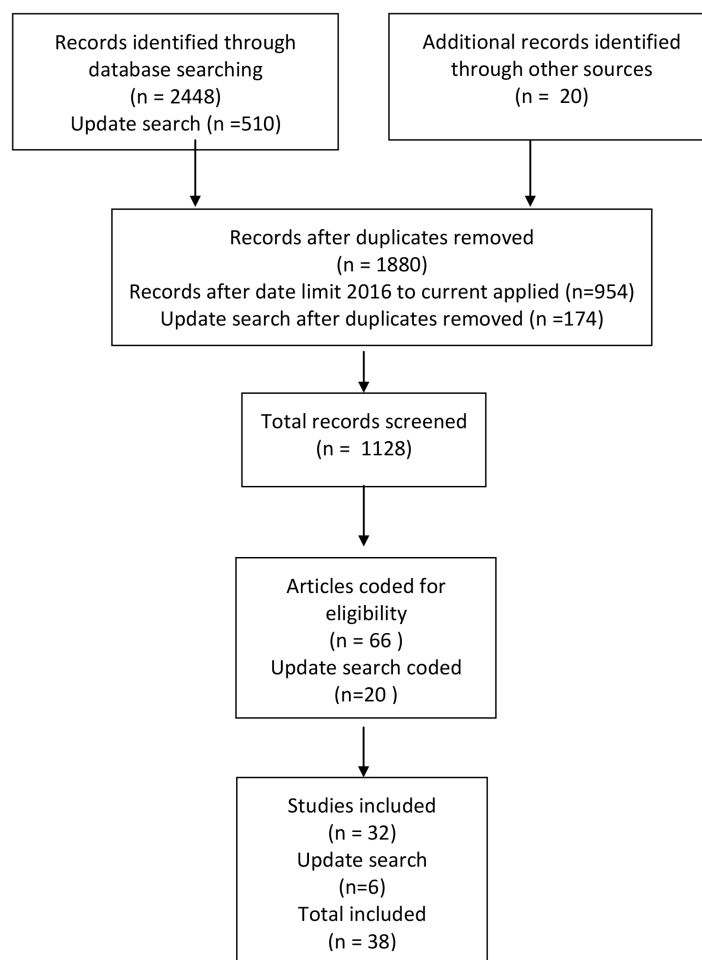 Records identified through
database searching
(n = 2448)
Update search (n =510)
Additional records identified
through other sources
(n =  20)
Records after duplicates removed
(n = 1880)
Records after date limit 2016 to current applied (n=954)
Update search after duplicates removed (n =174)
Total records screened
(n =  1128)
Articles coded for
eligibility
(n = 66 )
Update search coded
(n=20 )
Studies included
(n = 32)
Update search
(n=6)
Total included
(n = 38)